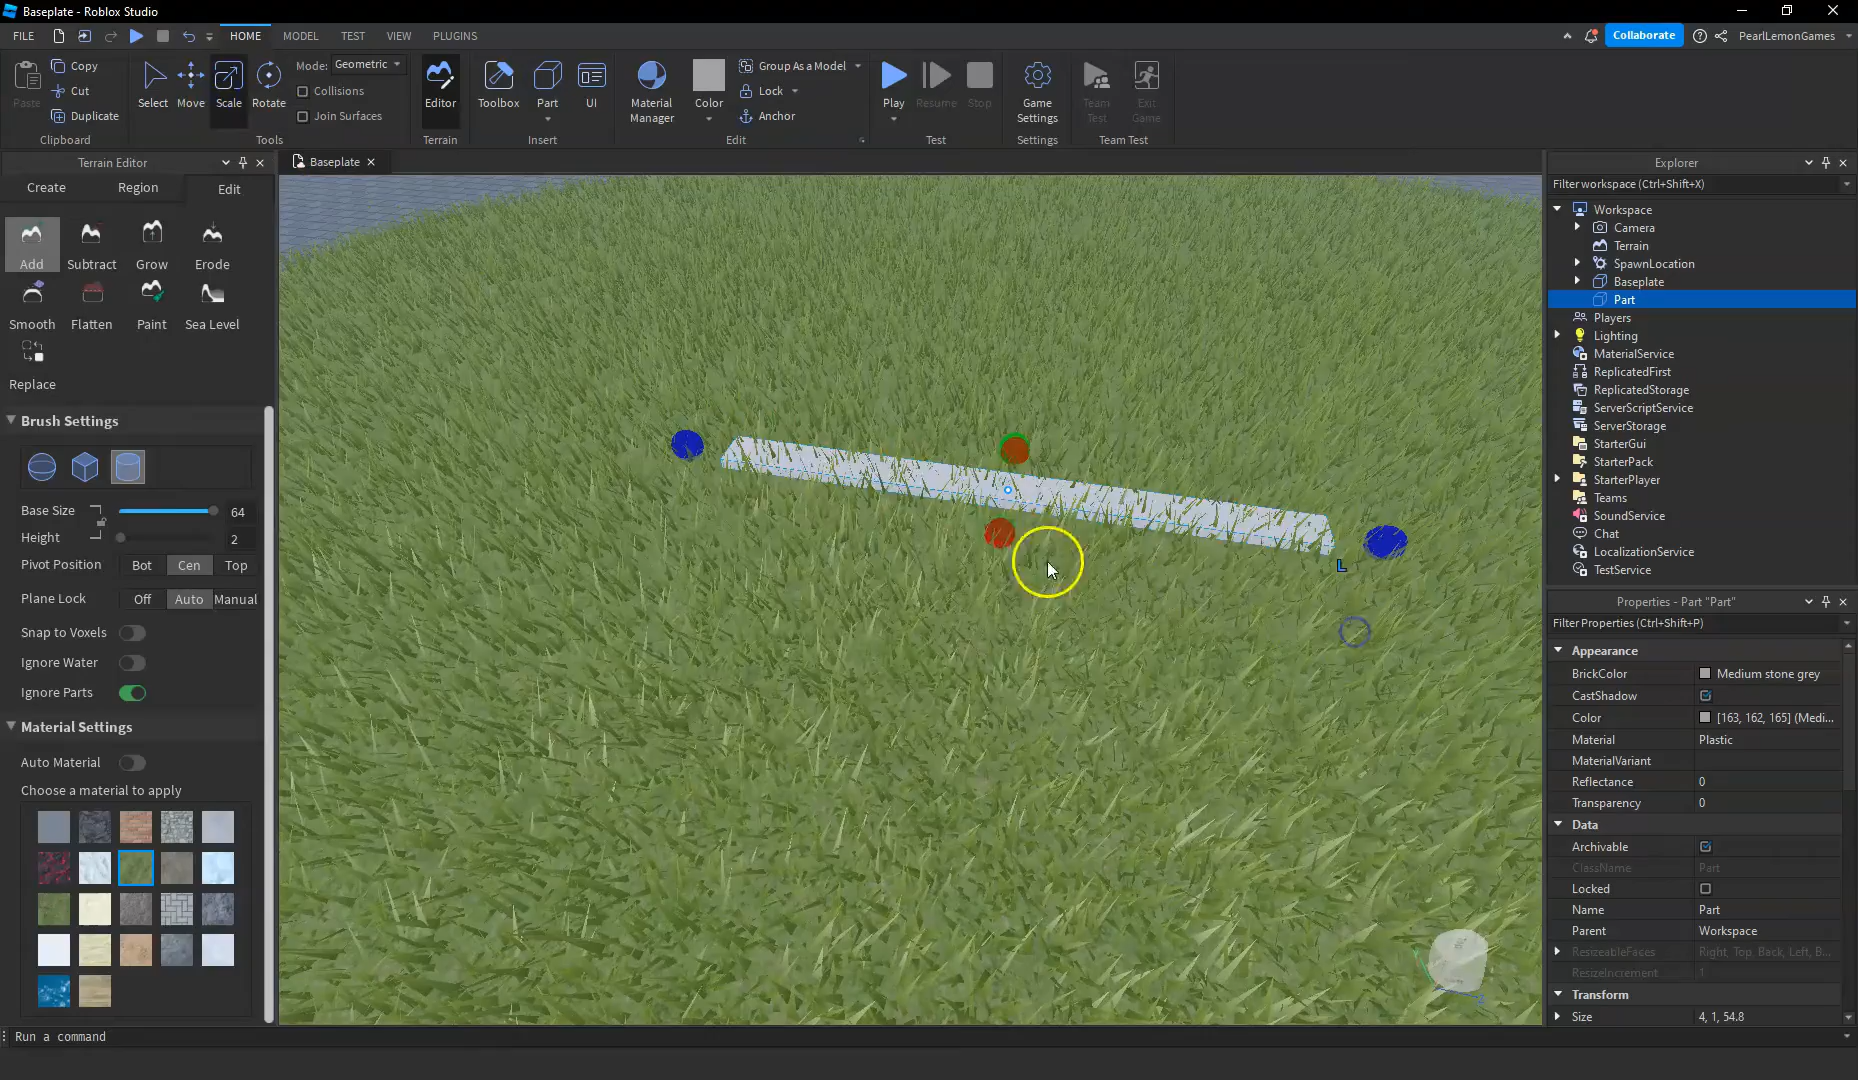 Baseplate - Roblox Studio
FILE HOME MODEL TEST VIEW PLUGINS Collaborate PearlLemonGames
Paste Copy Cut Duplicate Clipboard
Select Move Scale Rotate Mode: Geometric Collisions Join Surfaces Tools
Editor Terrain
Toolbox Part UI Insert
Material Manager Color Group As a Model Lock Anchor Edit
Play Resume Stop Test
Game Settings Settings
Team Test Exit Game Team Test
Terrain Editor
Create Region Edit
Add Subtract Grow Erode
Smooth Flatten Paint Sea Level
Replace
Brush Settings
Base Size 64
Height 2
Pivot Position Bot Cen Top
Plane Lock Off Auto Manual
Snap to Voxels
Ignore Water
Ignore Parts
Material Settings
Auto Material
Choose a material to apply
Run a command
Baseplate
L
Explorer
Filter workspace (Ctrl+Shift+X)
Workspace
Camera
Terrain
SpawnLocation
Baseplate
Part
Players
Lighting
MaterialService
ReplicatedFirst
ReplicatedStorage
ServerScriptService
ServerStorage
StarterGui
StarterPack
StarterPlayer
Teams
SoundService
Chat
LocalizationService
TestService
Properties - Part "Part"
Filter Properties (Ctrl+Shift+P)
Appearance
BrickColor Medium stone grey
CastShadow
Color [163, 162, 165] (Medi...
Material Plastic
MaterialVariant
Reflectance 0
Transparency 0
Data
Archivable
ClassName Part
Locked
Name Part
Parent Workspace
ResizeableFaces Right, Top, Back, Left, B...
ResizeIncrement 1
Transform
Size 4, 1, 54.8